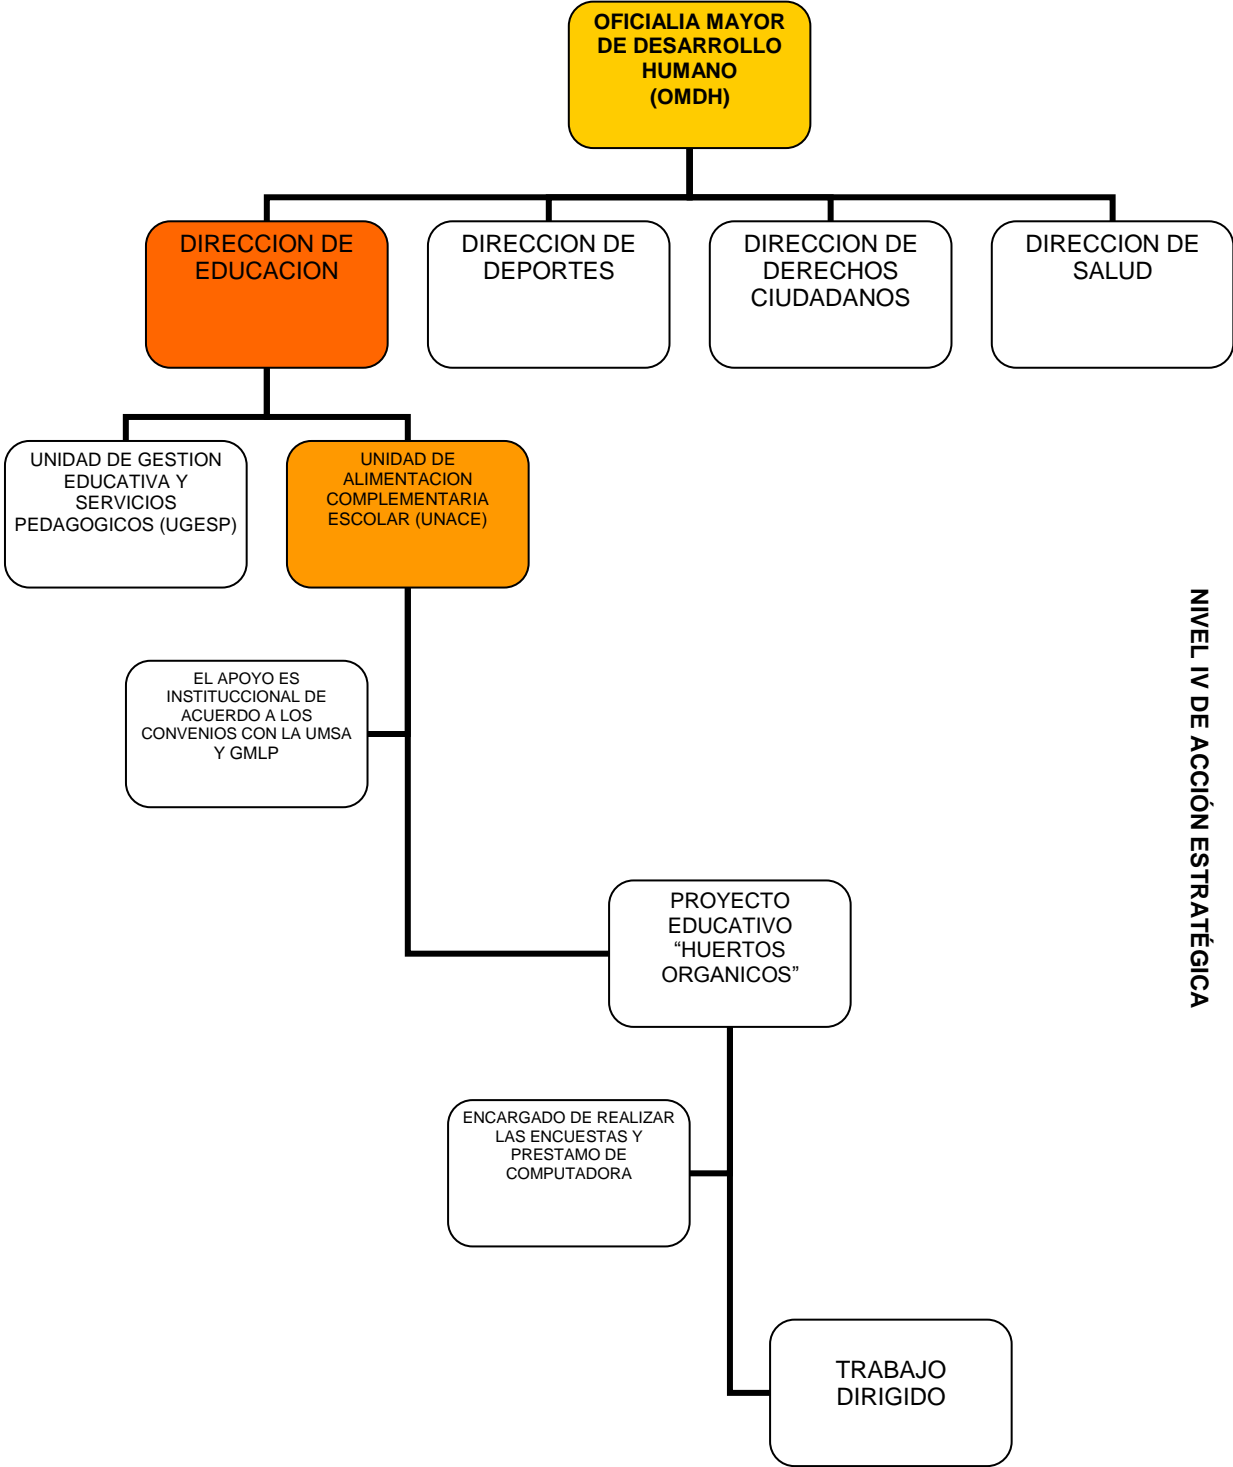 OFICIALIA MAYOR
DE DESARROLLO
HUMANO
(OMDH)
DIRECCION DE
EDUCACION
DIRECCION DE
DEPORTES
DIRECCION DE
DERECHOS
CIUDADANOS
DIRECCION DE
SALUD
UNIDAD DE GESTION
EDUCATIVA Y
SERVICIOS
PEDAGOGICOS (UGESP)
UNIDAD DE
ALIMENTACION
COMPLEMENTARIA
ESCOLAR (UNACE)
NIVEL IV DE ACCIÓN ESTRATÉGICA
EL APOYO ES
INSTITUCCIONAL DE
ACUERDO A LOS
CONVENIOS CON LA UMSA
Y GMLP
PROYECTO
EDUCATIVO
“HUERTOS
ORGANICOS”
ENCARGADO DE REALIZAR
LAS ENCUESTAS Y
PRESTAMO DE
COMPUTADORA
TRABAJO
DIRIGIDO